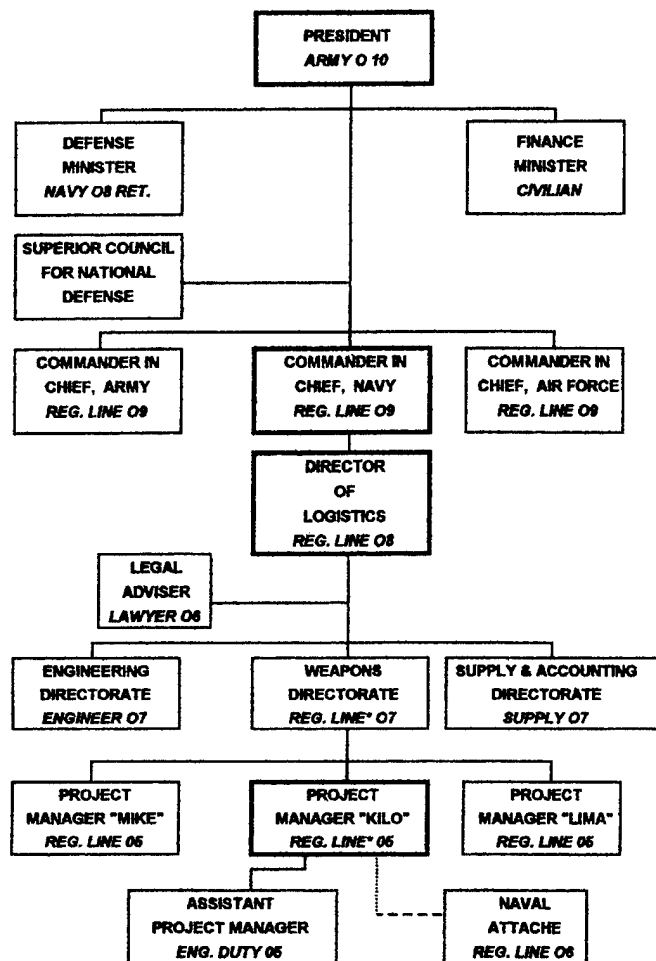 PRESIDENT
ARMY O 10
DEFENSE
MINISTER
NAVY O8 RET.
FINANCE
MINISTER
CIVILIAN
SUPERIOR COUNCIL
FOR NATIONAL
DEFENSE
COMMANDER IN
CHIEF, ARMY
REG. LINE O9
COMMANDER IN
CHIEF, NAVY
REG. LINE O9
COMMANDER IN
CHIEF, AIR FORCE
REG. LINE O9
DIRECTOR
OF
LOGISTICS
REG. LINE O8
LEGAL
ADVISER
LAWYER O6
ENGINEERING
DIRECTORATE
ENGINEER O7
WEAPONS
DIRECTORATE
REG. LINE* O7
SUPPLY & ACCOUNTING
DIRECTORATE
SUPPLY O7
PROJECT
MANAGER "MIKE"
REG. LINE O5
PROJECT
MANAGER "KILO"
REG. LINE* O5
PROJECT
MANAGER "LIMA"
REG. LINE O5
ASSISTANT
PROJECT MANAGER
ENG. DUTY O5
NAVAL
ATTACHE
REG. LINE O6